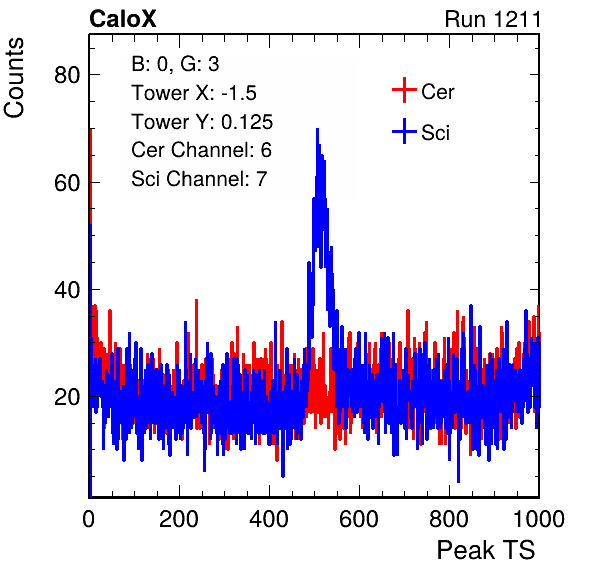 CaloX Run 1211
Counts
B: 0, G: 3
Tower X: -1.5
Tower Y: 0.125
Cer Channel: 6
Sci Channel: 7
Cer
Sci
80
60
40
20
0 200 400 600 800 1000
Peak TS